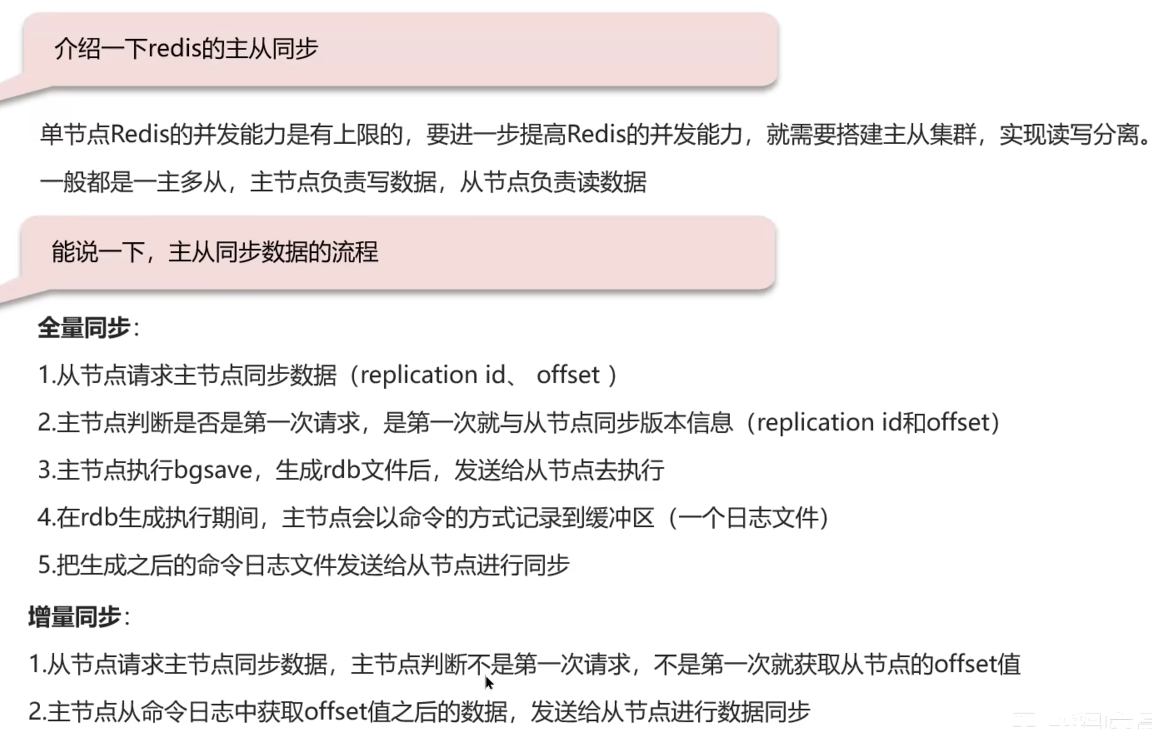 介绍一下redis的主从同步
单节点Redis的并发能力是有上限的，要进一步提高Redis的并发能力，就需要搭建主从集群，实现读写分离。
一般都是一主多从，主节点负责写数据，从节点负责读数据
能说一下，主从同步数据的流程
全量同步：
1.从节点请求主节点同步数据（replication id、 offset ）
2.主节点判断是否是第一次请求，是第一次就与从节点同步版本信息（replication id和offset）
3.主节点执行bgsave，生成rdb文件后，发送给从节点去执行
4.在rdb生成执行期间，主节点会以命令的方式记录到缓冲区（一个日志文件）
5.把生成之后的命令日志文件发送给从节点进行同步
增量同步：
1.从节点请求主节点同步数据，主节点判断不是第一次请求，不是第一次就获取从节点的offset值
2.主节点从命令日志中获取offset值之后的数据，发送给从节点进行数据同步